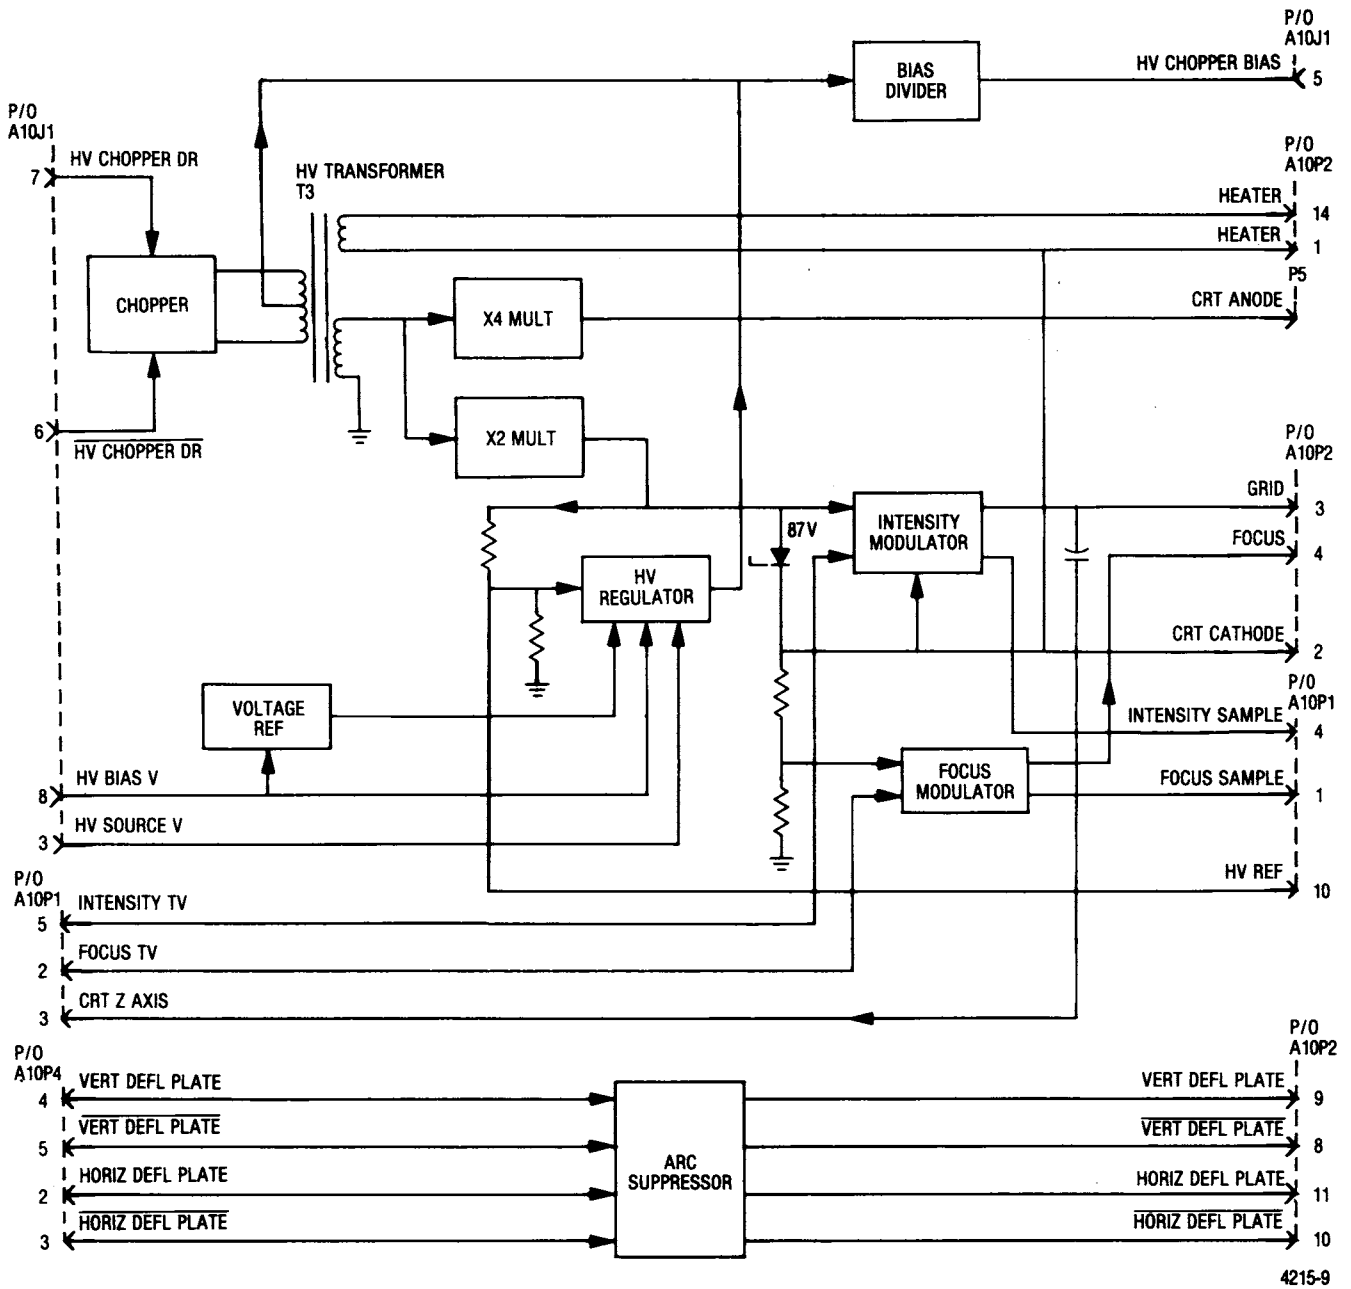 P/O
A10J1
HV CHOPPER BIAS
5
BIAS
DIVIDER
P/O
A10J1
7
HV CHOPPER DR
HV TRANSFORMER
T3
P/O
A10P2
HEATER
14
HEATER
1
P5
CRT ANODE
CHOPPER
X4 MULT
X2 MULT
6
HV CHOPPER DR
P/O
A10P2
GRID
3
87V
INTENSITY
MODULATOR
FOCUS
4
HV
REGULATOR
CRT CATHODE
2
P/O
A10P1
VOLTAGE
REF
INTENSITY SAMPLE
4
FOCUS
MODULATOR
FOCUS SAMPLE
1
HV BIAS V
8
HV SOURCE V
3
HV REF
10
P/O
A10P1
INTENSITY TV
5
FOCUS TV
2
CRT Z AXIS
3
P/O
A10P4
P/O
A10P2
VERT DEFL PLATE
4
VERT DEFL PLATE
5
HORIZ DEFL PLATE
2
HORIZ DEFL PLATE
3
ARC
SUPPRESSOR
VERT DEFL PLATE
9
VERT DEFL PLATE
8
HORIZ DEFL PLATE
11
HORIZ DEFL PLATE
10
4215-9